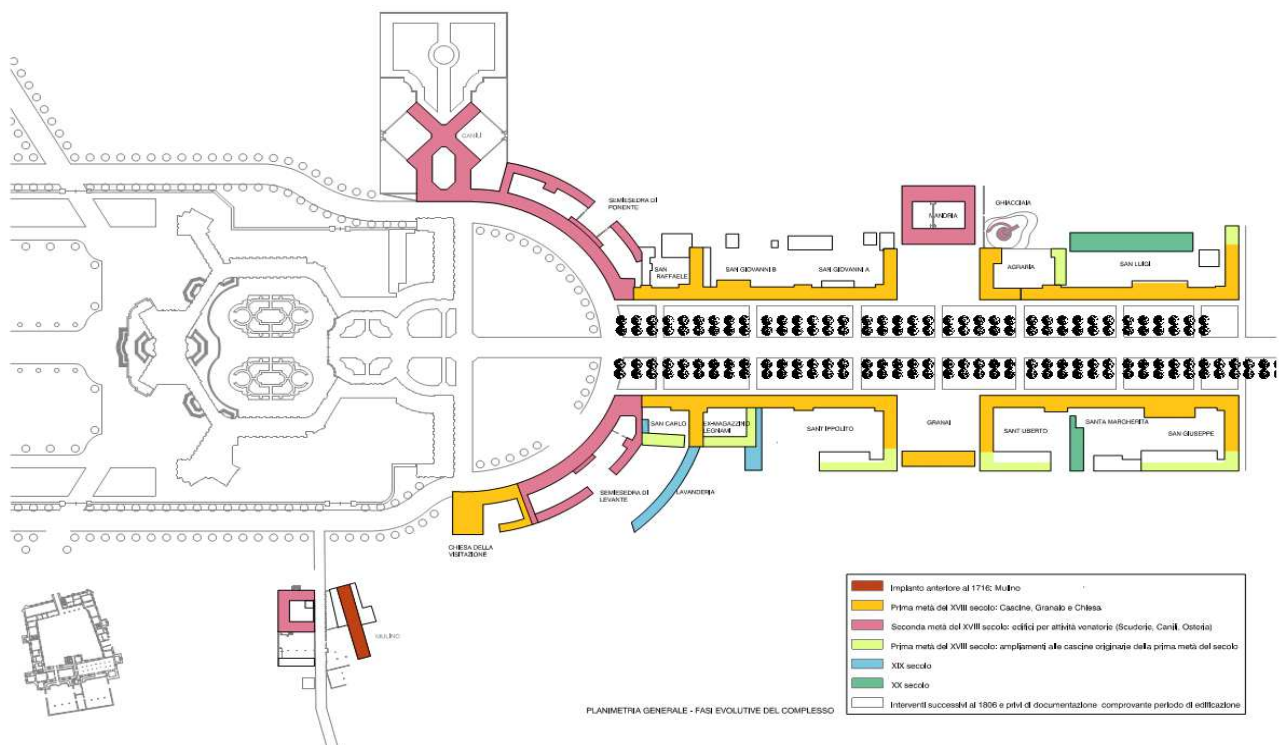 CANILI
SEMIESEDRA DI
PONENTE
MANDRIA
GHIACCIAIA
SAN
RAFFAELE
SAN GIOVANNI B
SAN GIOVANNI A
AGRARIA
SAN LUIGI
SAN CARLO
EX-MAGAZZINO
LEGNAMI
SANT'IPPOLITO
GRANAI
SANT UBERTO
SANTA MARGHERITA
SAN GIUSEPPE
SEMIESEDRA DI
LEVANTE
LAVANDERIA
CHIESA DELLA
VISITAZIONE
MULINO
Impianto anteriore al 1716: Mulino
Prima metà del XVIII secolo: Cascine, Granaio e Chiesa
Seconda metà del XVIII secolo: edifici per attività venatorie (Scuderie, Canili, Osteria)
Prima metà del XVIII secolo: ampliamenti alle cascine originarie della prima metà del secolo
XIX secolo
XX secolo
Interventi successivi al 1806 e privi di documentazione comprovante periodo di edificazione
PLANIMETRIA GENERALE - FASI EVOLUTIVE DEL COMPLESSO